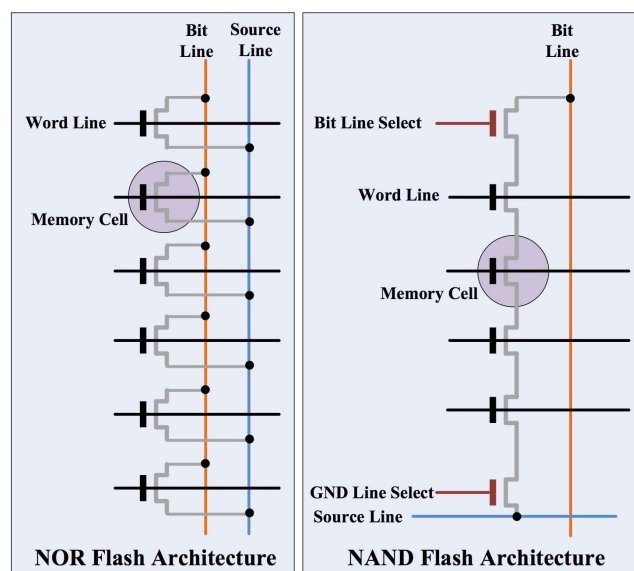 Bit
Line
Source
Line
Word Line
Memory Cell
NOR Flash Architecture
Bit
Line
Bit Line Select
Word Line
Memory Cell
GND Line Select
Source Line
NAND Flash Architecture